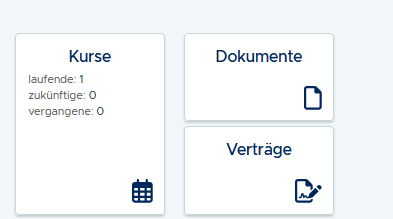 Kurse
laufende: 1
zukünftige: 0
vergangene: 0
Dokumente
Verträge